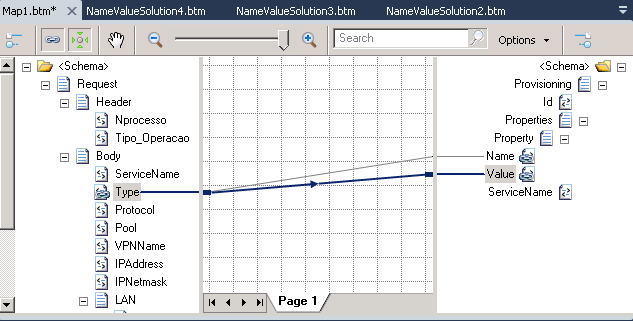 Map1.btm* NameValueSolution4.btm NameValueSolution3.btm NameValueSolution2.btm
Search Options
<Schema>
Request
Header
Nprocesso
Tipo_Operacao
Body
ServiceName
Type
Protocol
Pool
VPNName
IPAddress
IPNetmask
LAN
<Schema>
Provisioning
Id
Properties
Property
Name
Value
ServiceName
Page 1